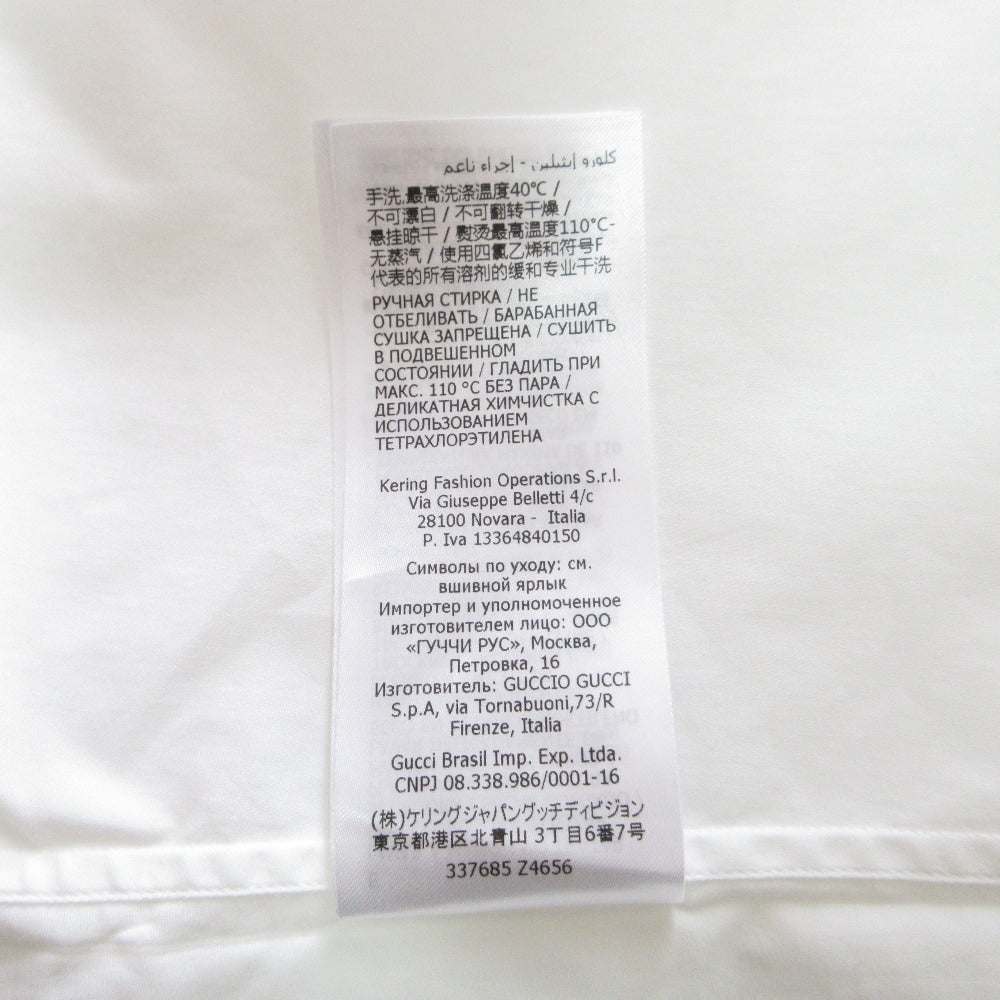 كلورو إيثيلين - إجراء ناعم
手洗,最高洗涤温度40°C /
不可漂白 / 不可翻转干燥 /
悬挂晾干 / 熨烫最高温度110°C-
无蒸汽 / 使用四氯乙烯和符号F
代表的所有溶剂的缓和专业干洗
РУЧНАЯ СТИРКА / НЕ
ОТБЕЛИВАТЬ / БАРАБАННАЯ
СУШКА ЗАПРЕЩЕНА / СУШИТЬ
В ПОДВЕШЕННОМ
СОСТОЯНИИ / ГЛАДИТЬ ПРИ
МАКС. 110 °C БЕЗ ПАРА /
ДЕЛИКАТНАЯ ХИМЧИСТКА С
ИСПОЛЬЗОВАНИЕМ
ТЕТРАХЛОРЭТИЛЕНА
Kering Fashion Operations S.r.l.
Via Giuseppe Belletti 4/c
28100 Novara - Italia
P. Iva 13364840150
Символы по уходу: см.
вшивной ярлык
Импортер и уполномоченное
изготовителем лицо: ООО
«ГУЧЧИ РУС», Москва,
Петровка, 16
Изготовитель: GUCCIO GUCCI
S.p.A, via Tornabuoni,73/R
Firenze, Italia
Gucci Brasil Imp. Exp. Ltda.
CNPJ 08.338.986/0001-16
(株)ケリングジャパングッチディビジョン
東京都港区北青山 3丁目6番7号
337685 Z4656